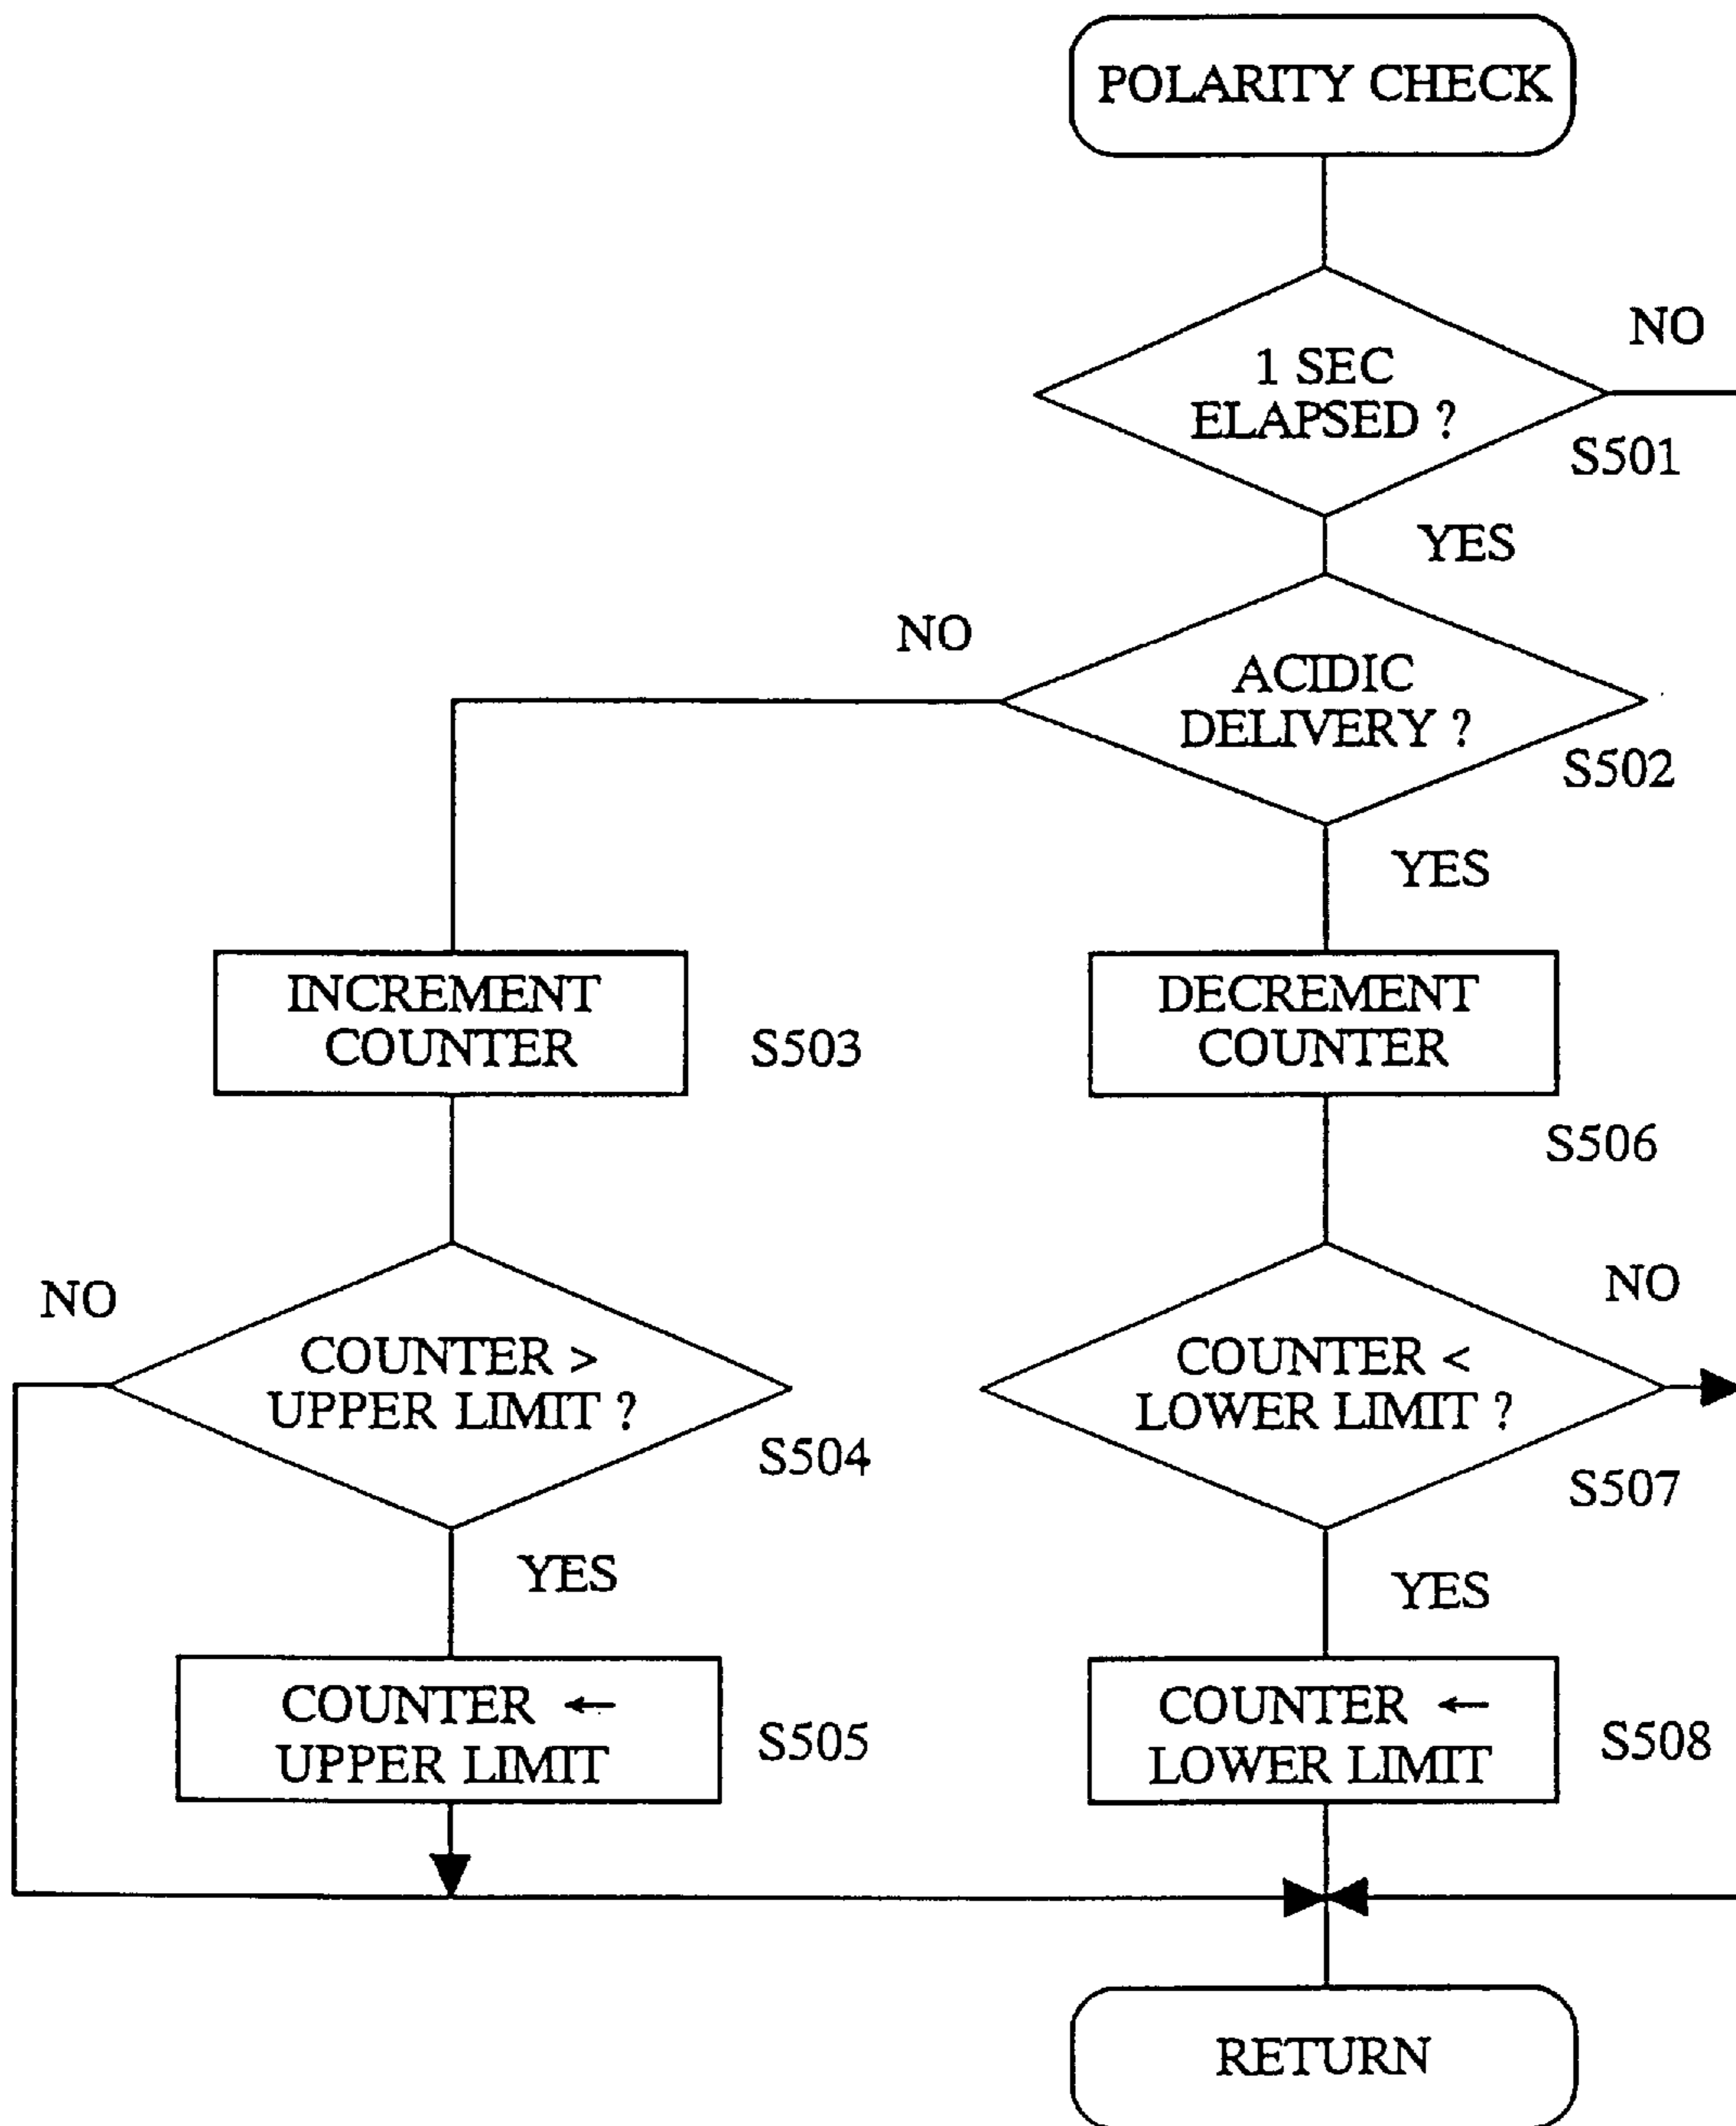 POLARITY CHECK
NO
1 SEC
ELAPSED ?
S501
YES
NO
ACIDIC
DELIVERY ?
S502
YES
INCREMENT
COUNTER
S503
DECREMENT
COUNTER
S506
NO
COUNTER >
UPPER LIMIT ?
S504
NO
COUNTER <
LOWER LIMIT ?
S507
YES
YES
COUNTER ←
UPPER LIMIT
S505
COUNTER ←
LOWER LIMIT
S508
RETURN